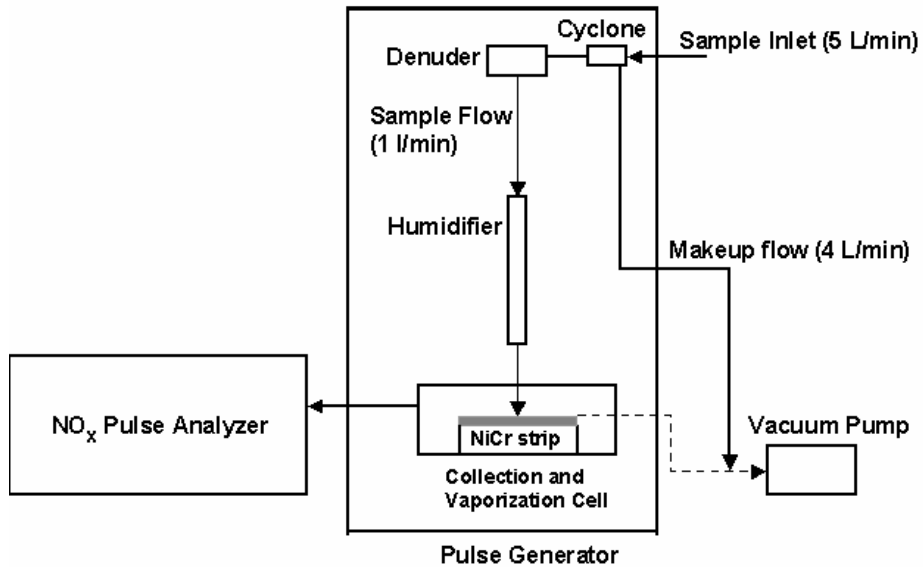 Cyclone
Sample Inlet (5 L/min)
Denuder
Sample Flow
(1 l/min)
Humidifier
Makeup flow (4 L/min)
NOx Pulse Analyzer
NiCr strip
Vacuum Pump
Collection and
Vaporization Cell
Pulse Generator